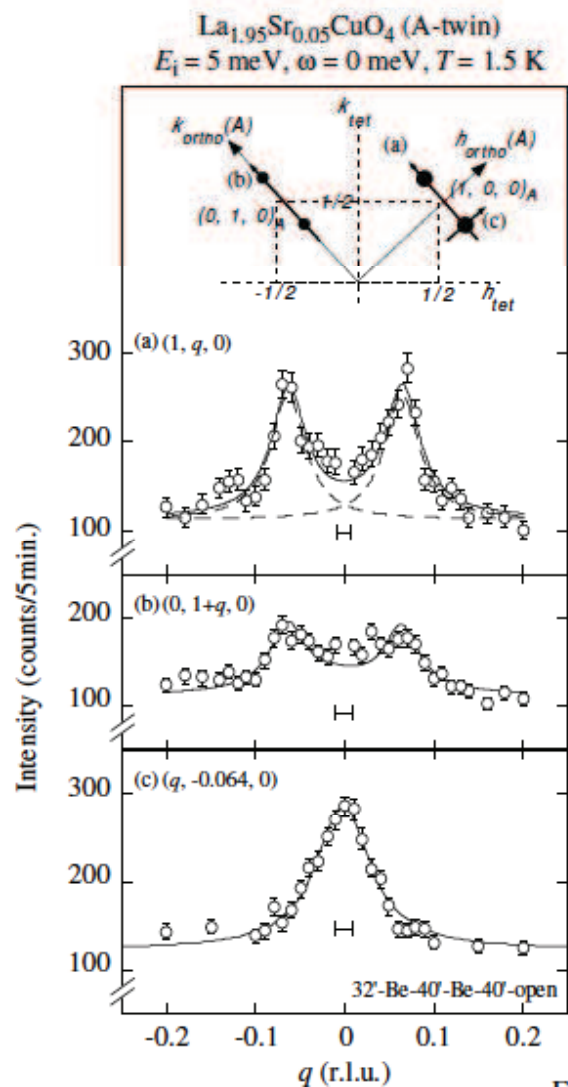 La1.95Sr0.05CuO4 (A-twin)
Ei = 5 meV, ω = 0 meV, T = 1.5 K
ktet
kortho(A)
(a)
hortho(A)
(b)
1/2
(1, 0, 0)A
(0, 1, 0)A
(c)
-1/2
1/2
htet
(a) (1, q, 0)
300
200
100
(b) (0, 1+q, 0)
200
100
(c) (q, -0.064, 0)
300
200
100
32'-Be-40'-Be-40'-open
Intensity (counts/5min.)
-0.2
-0.1
0
0.1
0.2
q (r.l.u.)